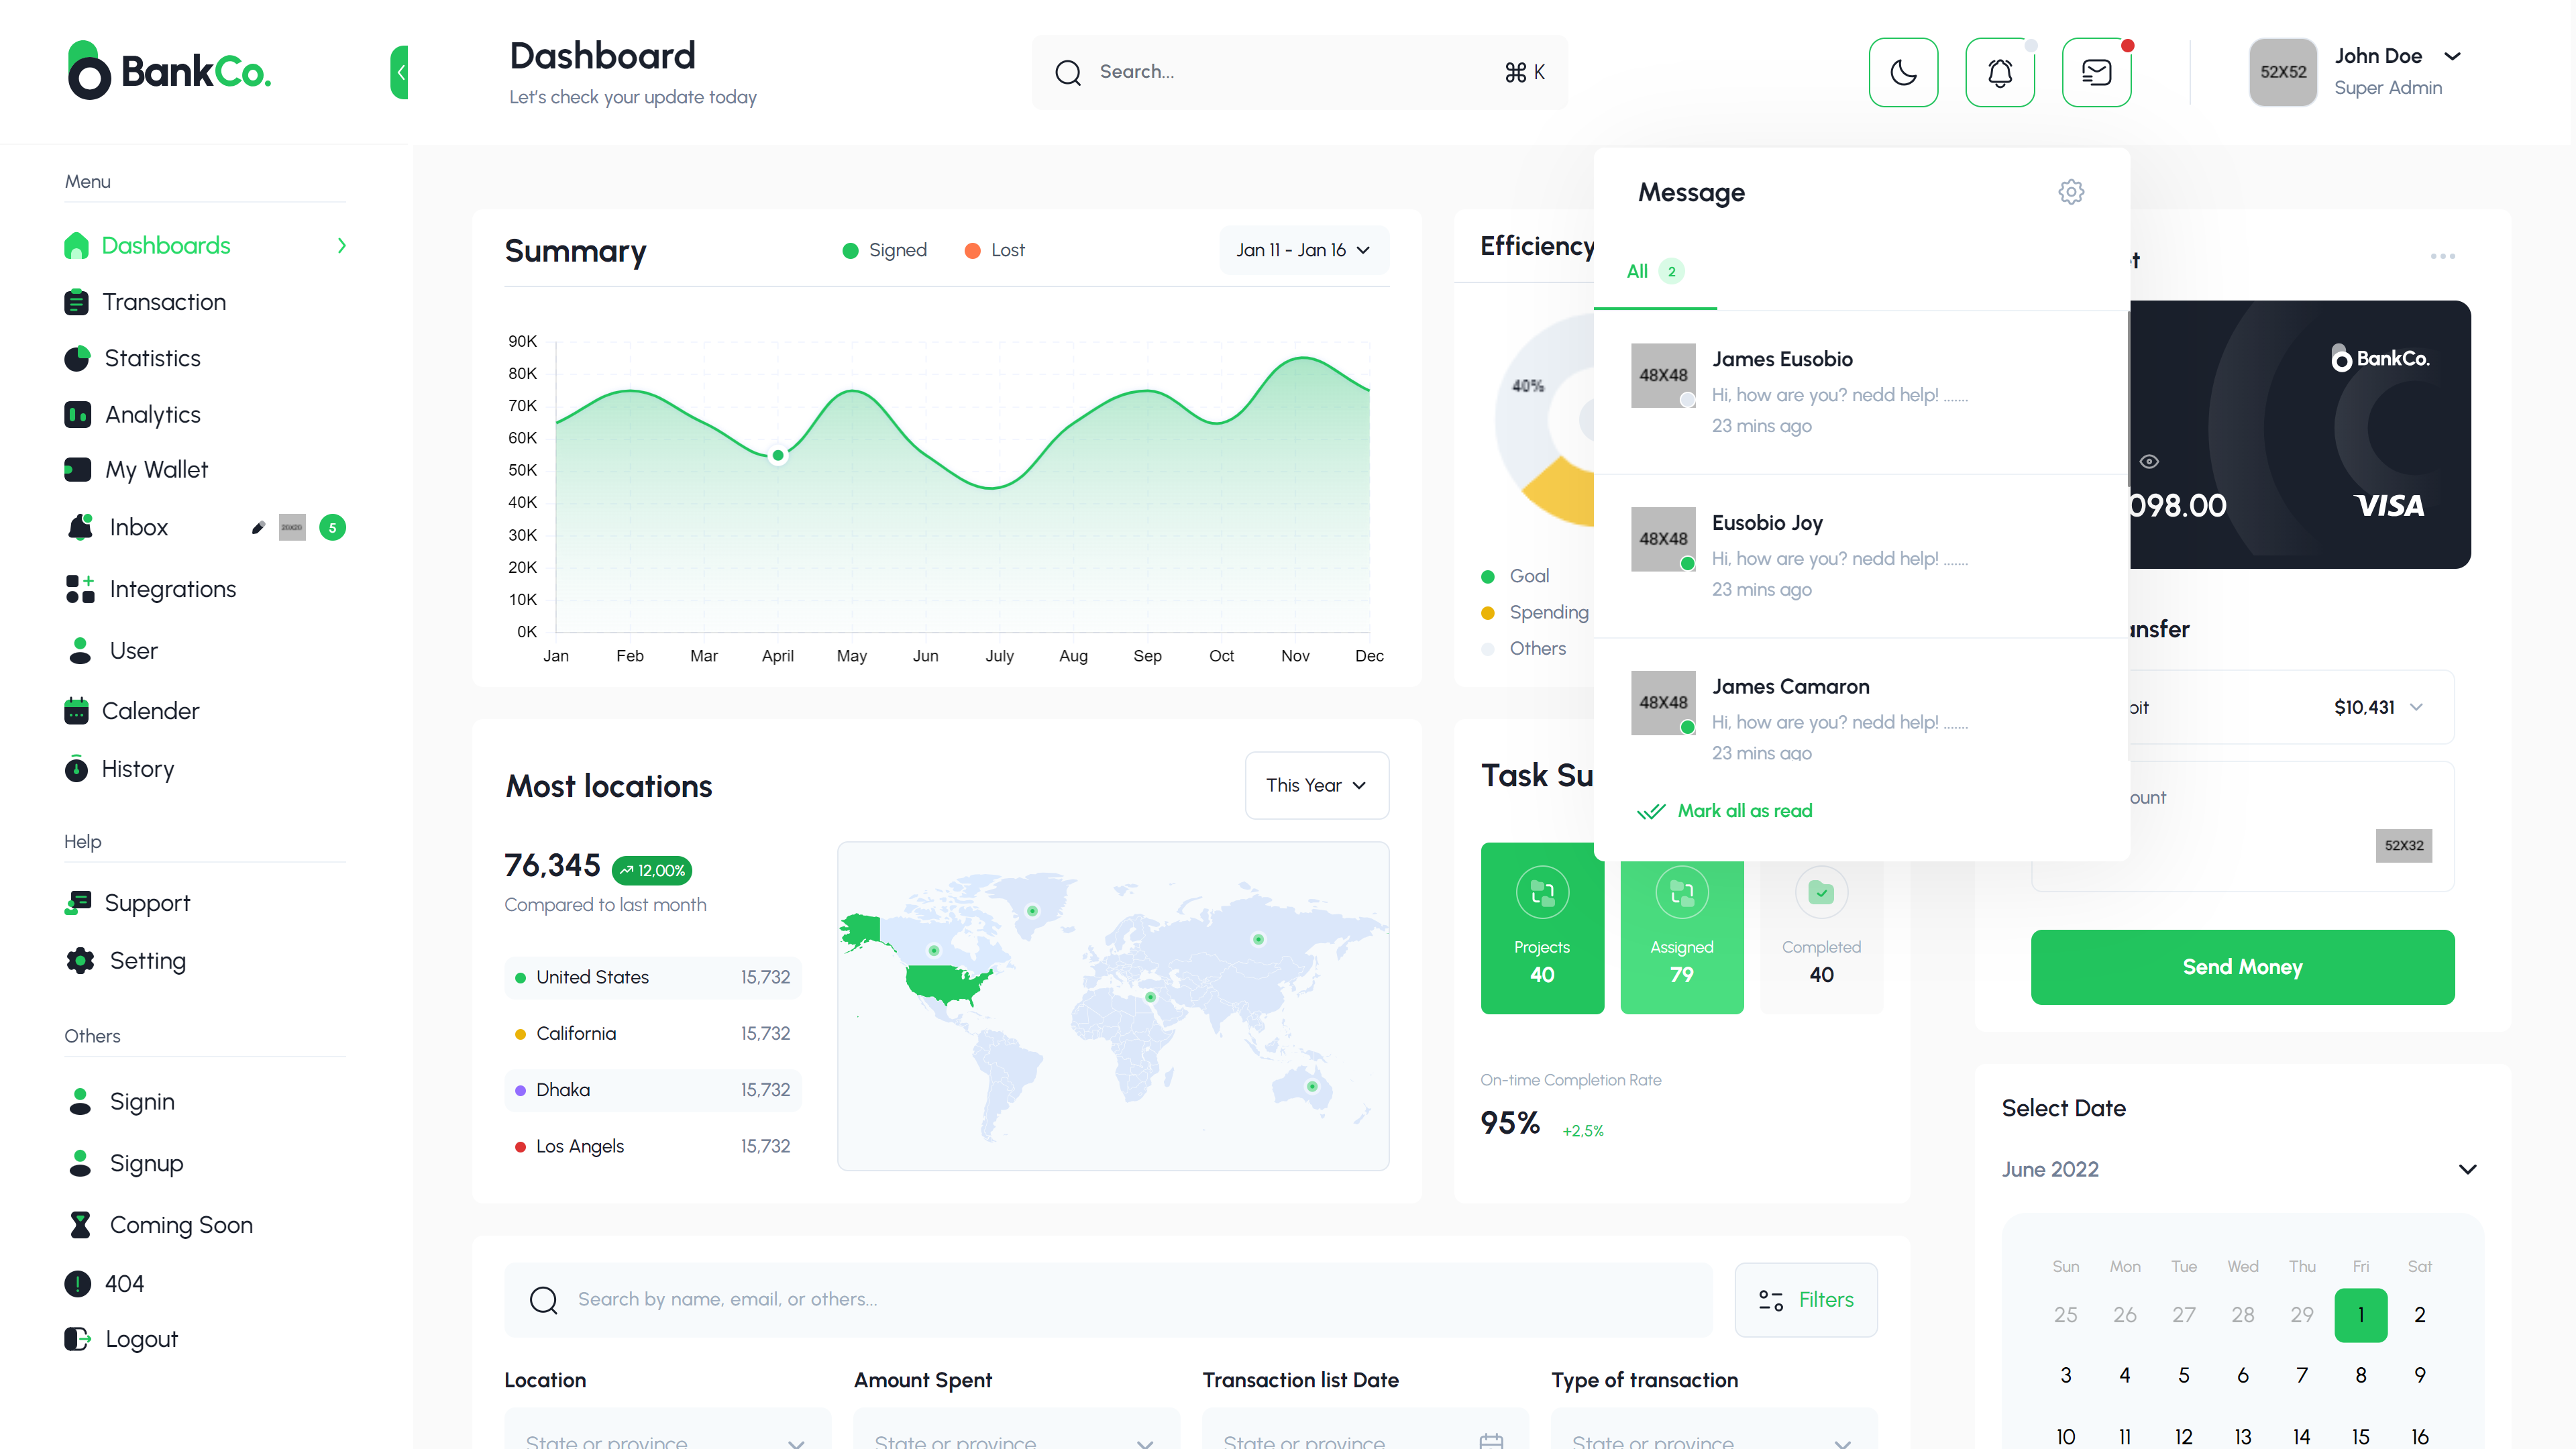 BankCo.
Dashboard
Let's check your update today
Search...
K
52X52
John Doe
Super Admin
Menu
Dashboards
Transaction
Statistics
Analytics
My Wallet
Inbox
20X20
5
Integrations
User
Calender
History
Help
Support
Setting
Others
Signin
Signup
Coming Soon
404
Logout
Summary
Signed
Lost
Jan 11 - Jan 16
90K
80K
70K
60K
50K
40K
30K
20K
10K
0K
Jan Feb Mar April May Jun July Aug Sep Oct Nov Dec
Efficiency
40%
Goal
Spending
Others
Message
All 2
48X48
James Eusobio
Hi, how are you? nedd help! .......
23 mins ago
48X48
Eusobio Joy
Hi, how are you? nedd help! .......
23 mins ago
48X48
James Camaron
Hi, how are you? nedd help! .......
23 mins ago
Mark all as read
BankCo.
098.00
VISA
ansfer
bit
$10,431
ount
52X32
Send Money
Most locations
This Year
76,345
12,00%
Compared to last month
United States 15,732
California 15,732
Dhaka 15,732
Los Angels 15,732
Task Su
Projects
40
Assigned
79
Completed
40
On-time Completion Rate
95% +2,5%
Select Date
June 2022
Sun Mon Tue Wed Thu Fri Sat
25 26 27 28 29 1 2
3 4 5 6 7 8 9
10 11 12 13 14 15 16
Search by name, email, or others...
Filters
Location
Amount Spent
Transaction list Date
Type of transaction
State or province
State or province
State or province
State or province